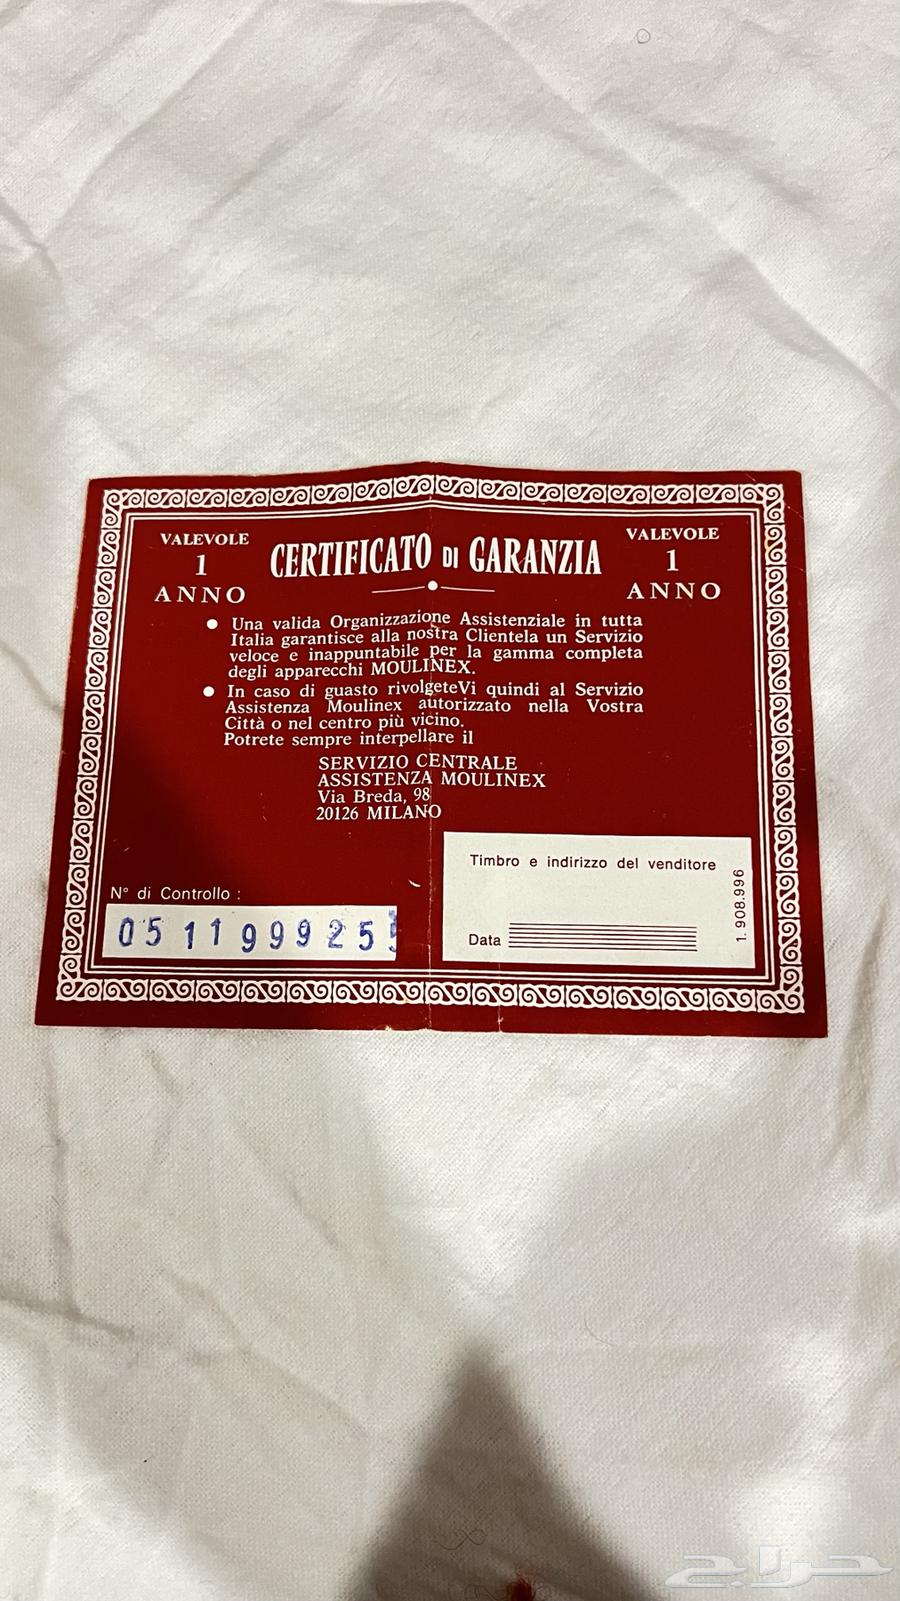 VALEVOLE
1
ANNO
CERTIFICATO DI GARANZIA
VALEVOLE
1
ANNO
● Una valida Organizzazione Assistenziale in tutta
Italia garantisce alla nostra Clientela un Servizio
veloce e inappuntabile per la gamma completa
degli apparecchi MOULINEX.
● In caso di guasto rivolgeteVi quindi al Servizio
Assistenza Moulinex autorizzato nella Vostra
Città o nel centro più vicino.
Potrete sempre interpellare il
SERVIZIO CENTRALE
ASSISTENZA MOULINEX
Via Breda, 98
20126 MILANO
N° di Controllo :
05 11 99925
Timbro e indirizzo del venditore
Data
1.908.996
حراج